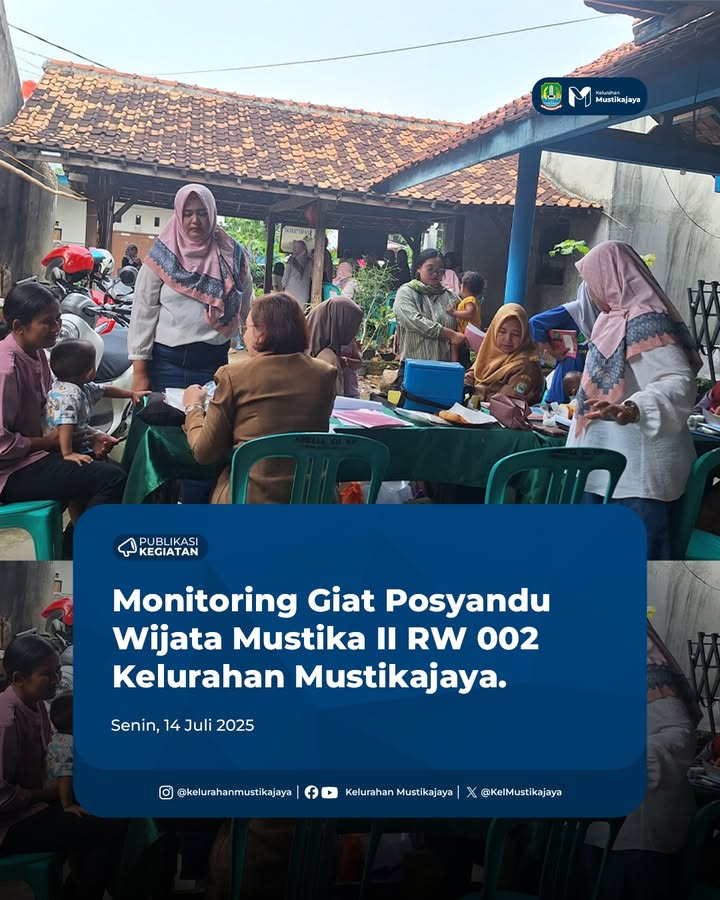 Kelurahan
Mustikajaya
PUBLIKASI
KEGIATAN
Monitoring Giat Posyandu
Wijata Mustika II RW 002
Kelurahan Mustikajaya.
Senin, 14 Juli 2025
@kelurahanmustikajaya | Kelurahan Mustikajaya | @KelMustikajaya